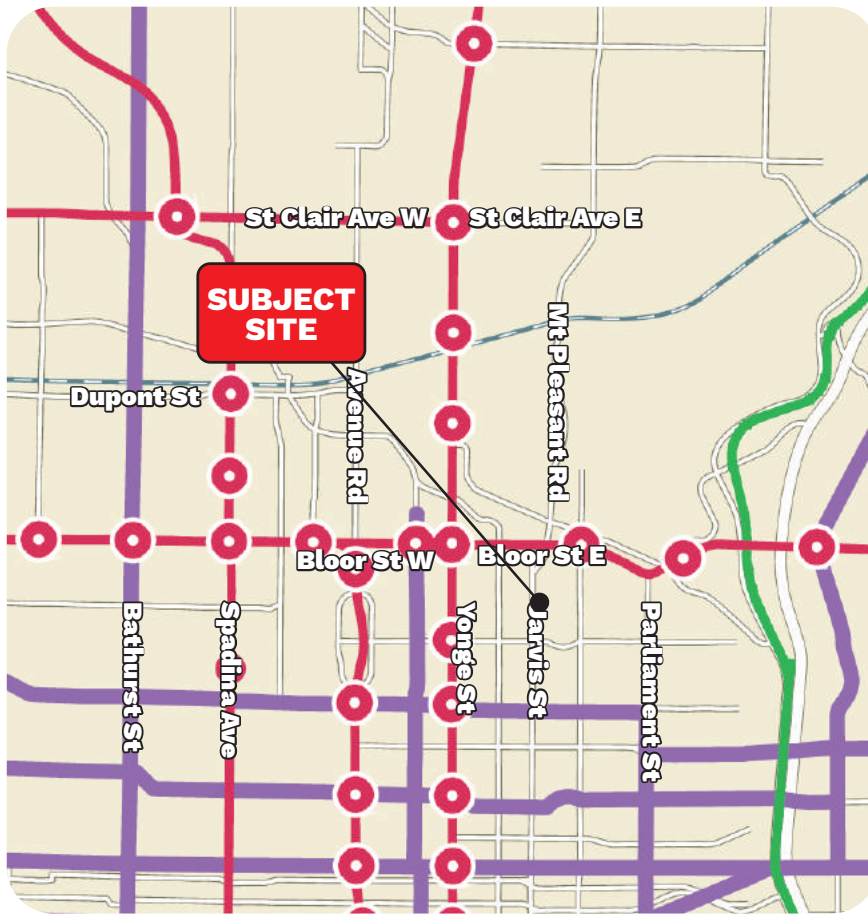 St Clair Ave W
St Clair Ave E
SUBJECT
SITE
Mt Pleasant Rd
Avenue Rd
Dupont St
Bloor St W
Bloor St E
Bathurst St
Spadina Ave
Yonge St
Jarvis St
Parliament St